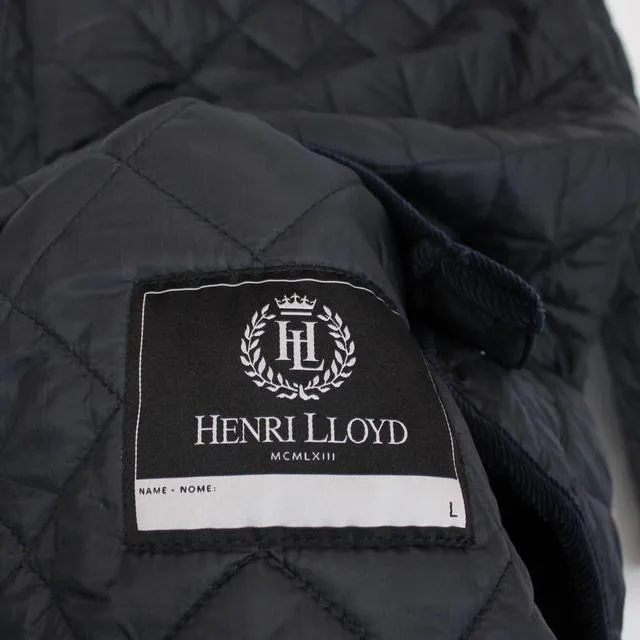 HL
HENRI LLOYD
MCMLXIII
NAME - NOME:
L